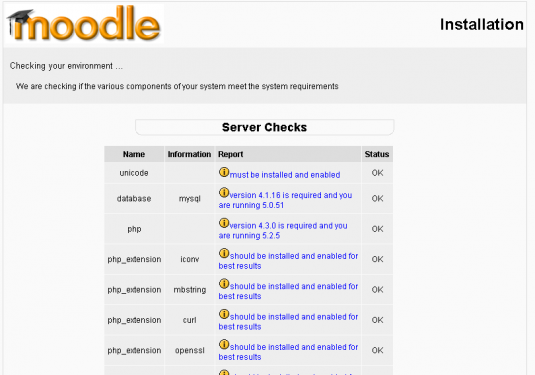 moodle
Installation
Checking your environment ...
We are checking if the various components of your system meet the system requirements
Server Checks
Name Information Report Status
unicode must be installed and enabled OK
database mysql version 4.1.16 is required and you
are running 5.0.51 OK
php version 4.3.0 is required and you
are running 5.2.5 OK
php_extension iconv should be installed and enabled for
best results OK
php_extension mbstring should be installed and enabled for
best results OK
php_extension curl should be installed and enabled for
best results OK
php_extension openssl should be installed and enabled for
best results OK